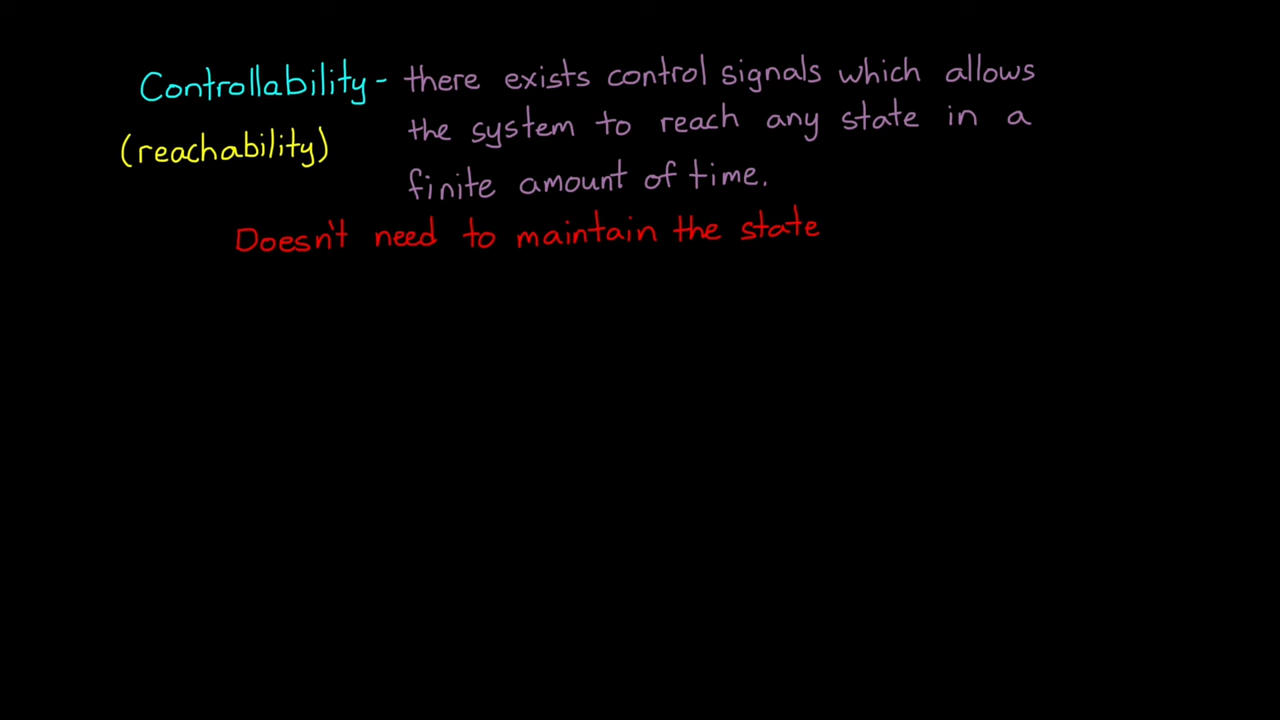 Controllability - there exists control signals which allows
(reachability) the system to reach any state in a
finite amount of time.
Doesn't need to maintain the state